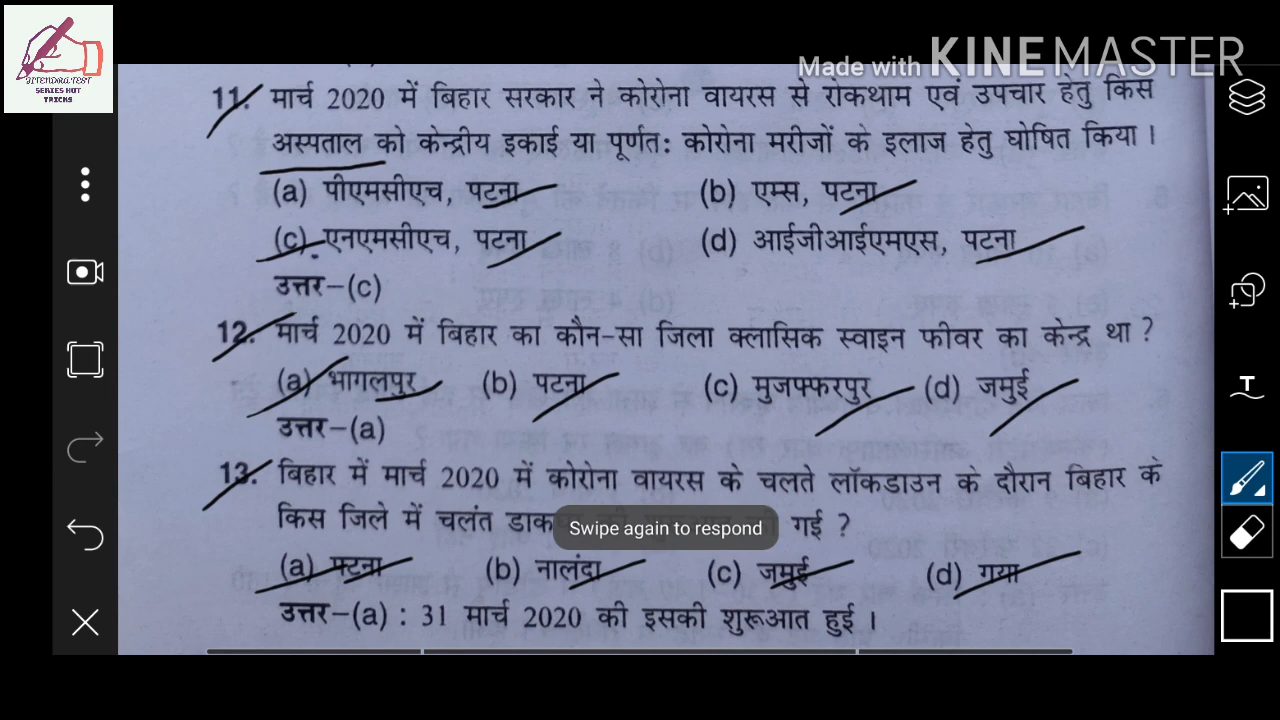 JITENDRA TEST
SERIES HOT
TRICKS
Made with KINEMASTER
11. मार्च 2020 में बिहार सरकार ने कोरोना वायरस से रोकथाम एवं उपचार हेतु किस
अस्पताल को केन्द्रीय इकाई या पूर्णत: कोरोना मरीजों के इलाज हेतु घोषित किया।
(a) पीएमसीएच, पटना (b) एम्स, पटना
(c) एनएमसीएच, पटना (d) आईजीआईएमएस, पटना
उत्तर–(c)
12. मार्च 2020 में बिहार का कौन-सा जिला क्लासिक स्वाइन फीवर का केन्द्र था ?
(a) भागलपुर (b) पटना (c) मुजफ्फरपुर (d) जमुई
उत्तर–(a)
13. बिहार में मार्च 2020 में कोरोना वायरस के चलते लॉकडाउन के दौरान बिहार के
किस जिले में चलंत गई ?
Swipe again to respond
(a) पटना (b) नालंदा (c) जमुई (d) गया
उत्तर–(a) : 31 मार्च 2020 की इसकी शुरूआत हुई।
T